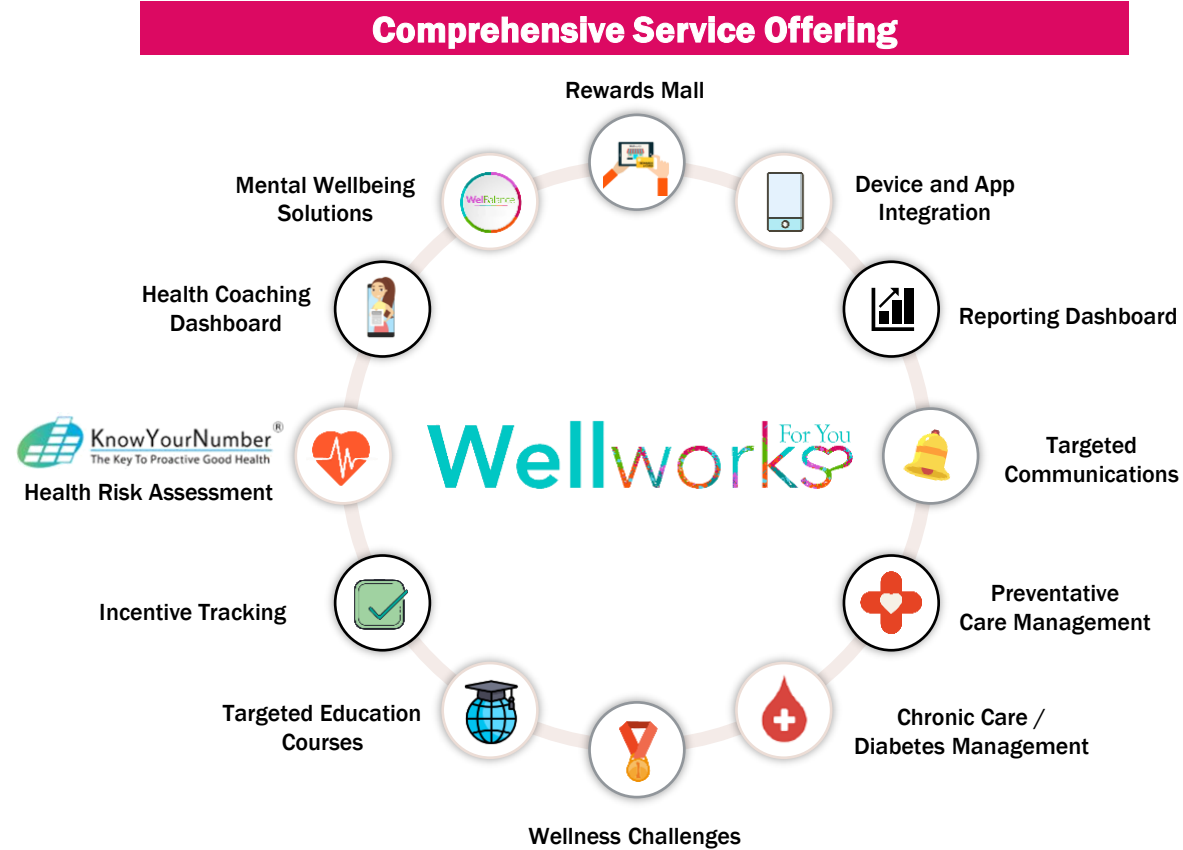 Comprehensive Service Offering
Rewards Mall
Device and App
Integration
Reporting Dashboard
Targeted
Communications
Preventative
Care Management
Chronic Care /
Diabetes Management
Wellness Challenges
Targeted Education
Courses
Incentive Tracking
KnowYourNumber®
The Key To Proactive Good Health
Health Risk Assessment
Health Coaching
Dashboard
Mental Wellbeing
Solutions
WellBalance
Wellworks
For You
1